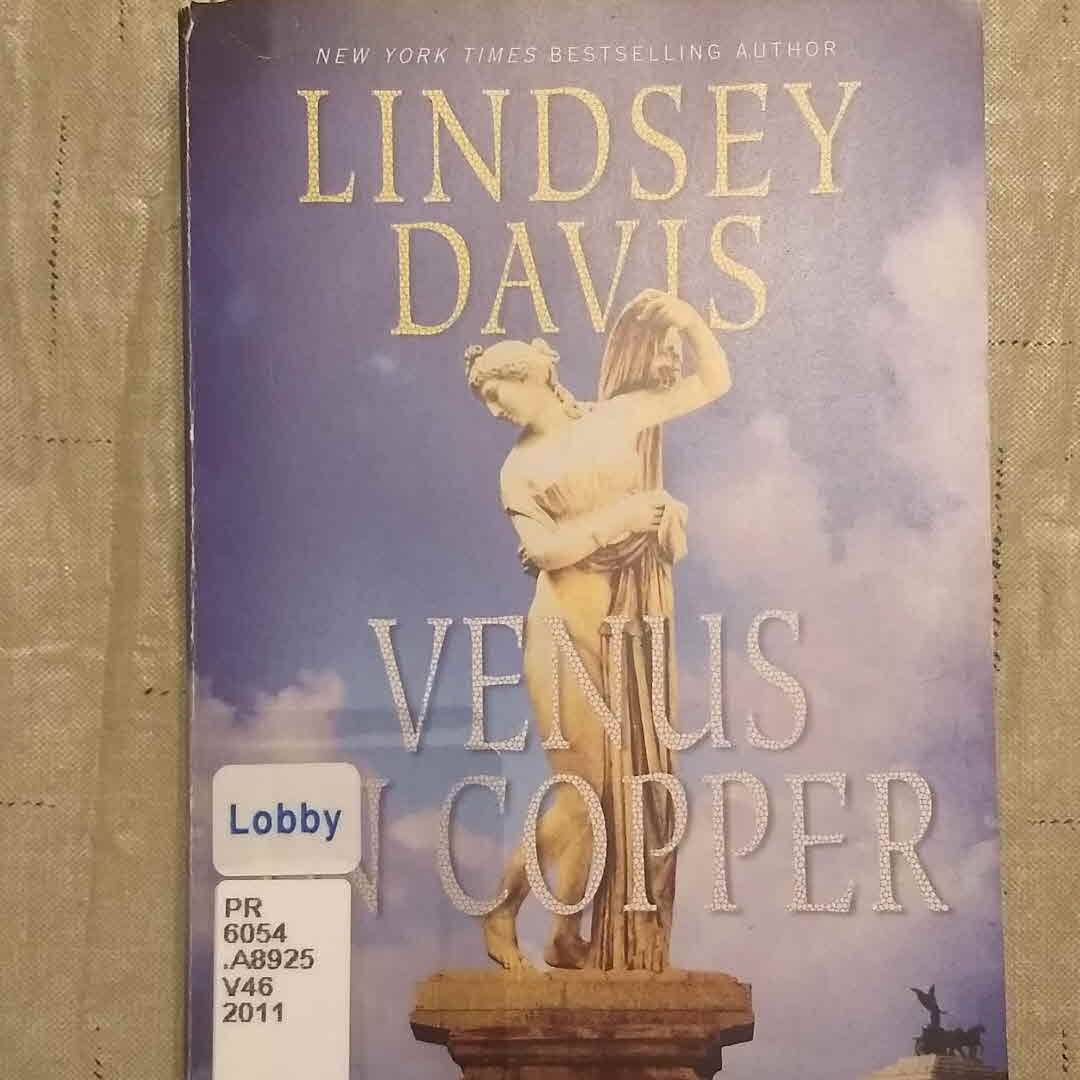 NEW YORK TIMES BESTSELLING AUTHOR
LINDSEY
DAVIS
VENUS
N COPPER
Lobby
PR
6054
.A8925
V46
2011